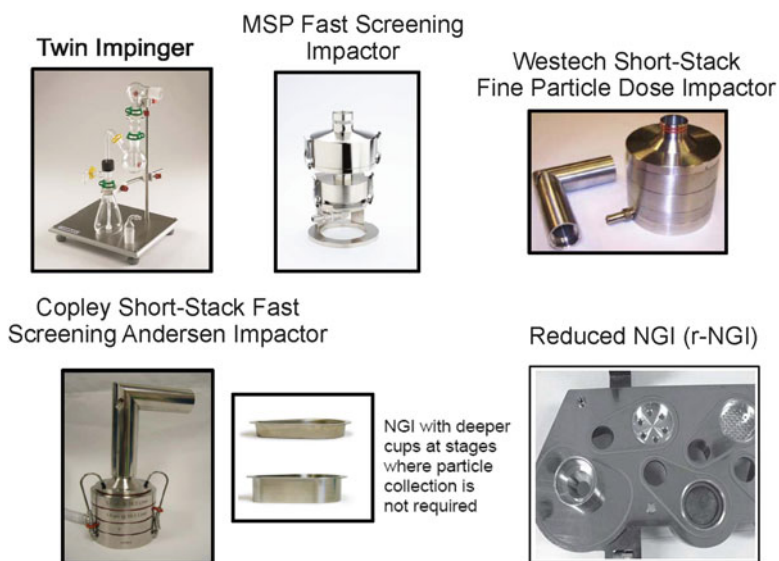 Twin Impinger
MSP Fast Screening
Impactor
Westech Short-Stack
Fine Particle Dose Impactor
Copley Short-Stack Fast
Screening Andersen Impactor
NGI with deeper
cups at stages
where particle
collection is
not required
Reduced NGI (r-NGI)